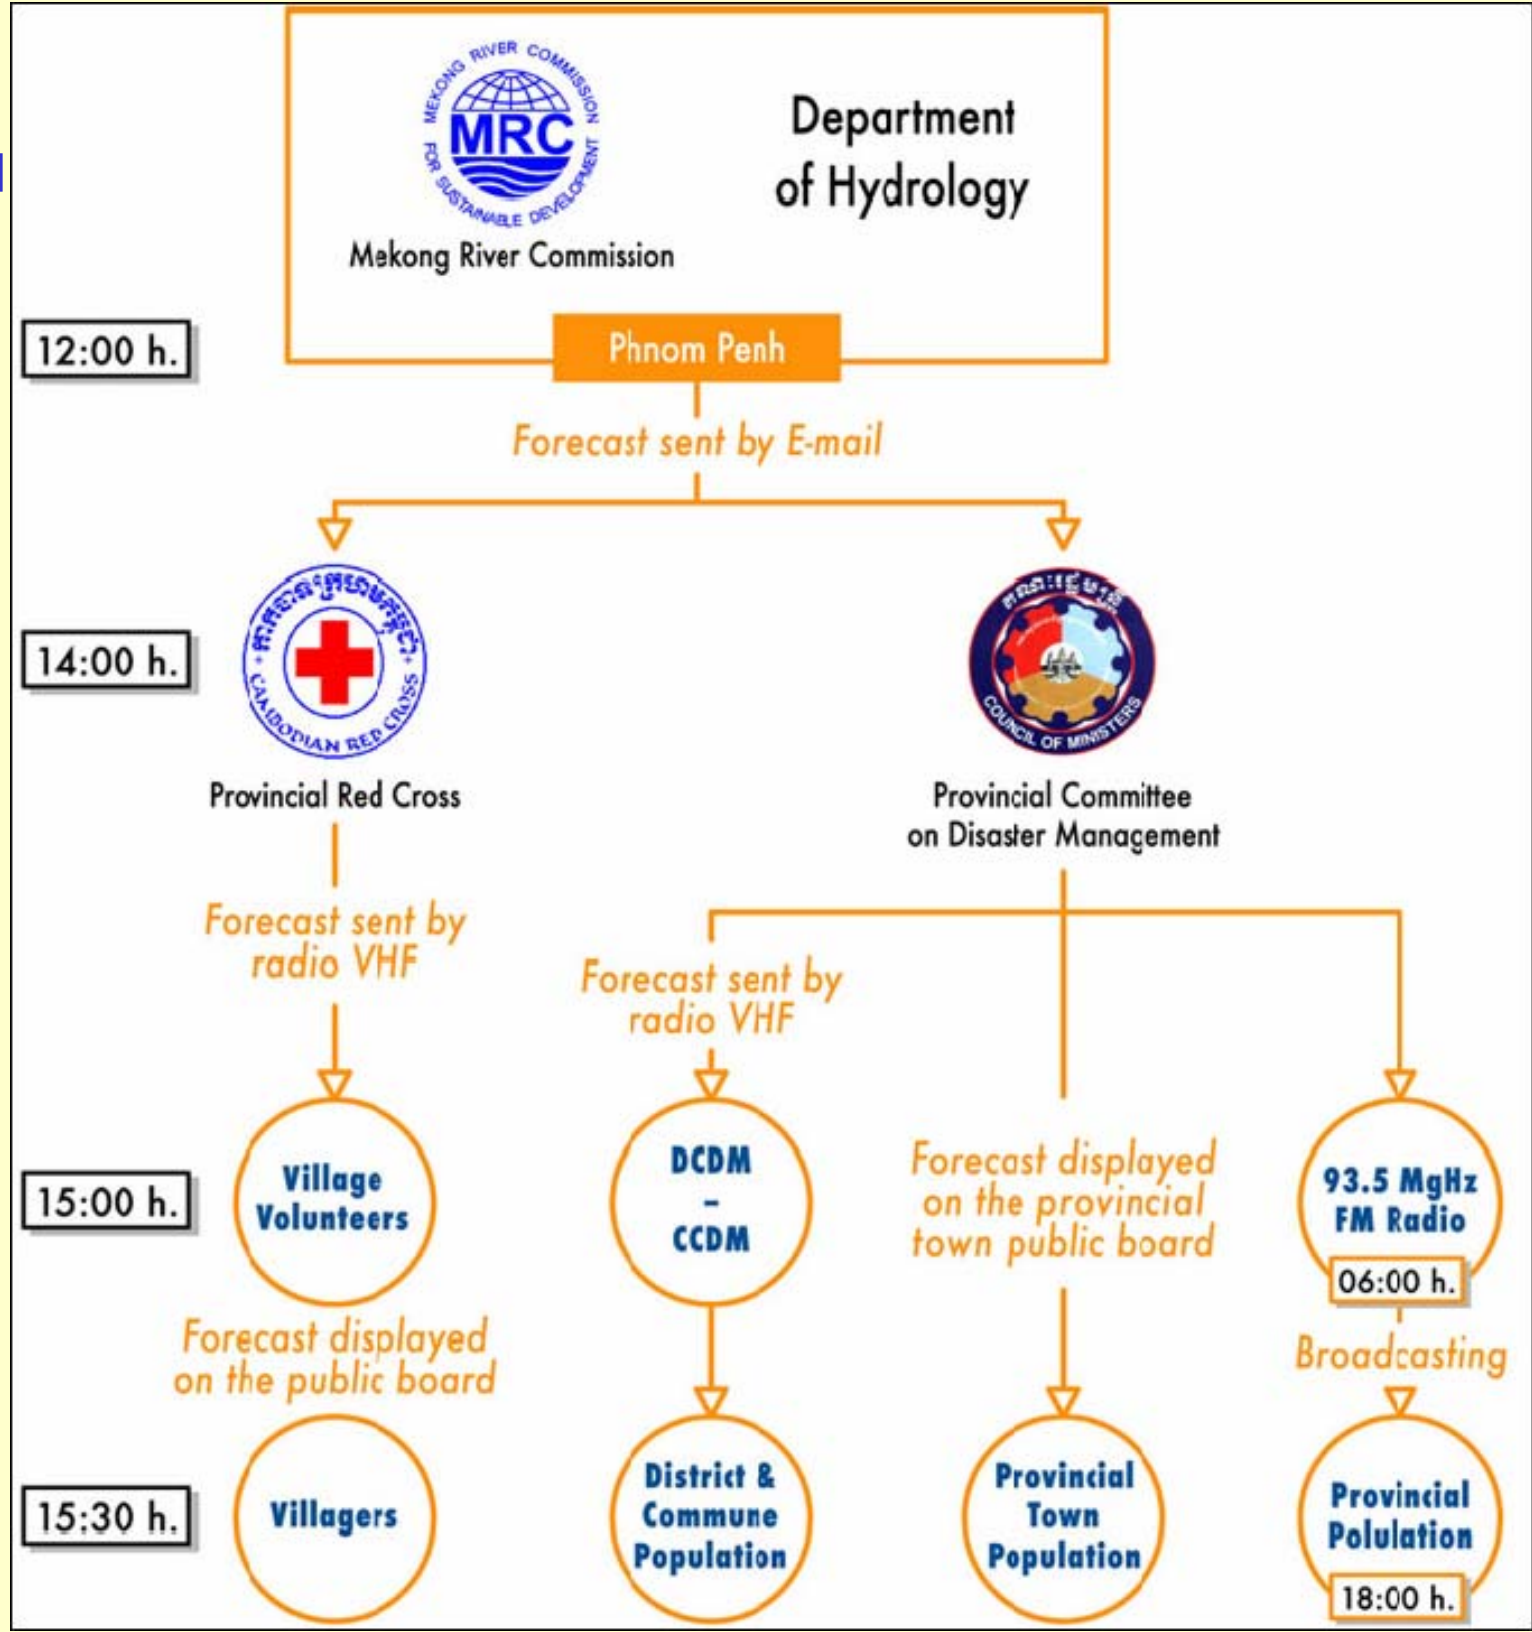 MEKONG RIVER COMMISSION
FOR SUSTAINABLE DEVELOPMENT
MRC
Mekong River Commission
Department
of Hydrology
12:00 h.
Phnom Penh
Forecast sent by E-mail
14:00 h.
CAMBODIAN RED CROSS
Provincial Red Cross
COUNCIL OF MINISTERS
Provincial Committee
on Disaster Management
Forecast sent by
radio VHF
Forecast sent by
radio VHF
15:00 h.
Village
Volunteers
DCDM
–
CCDM
Forecast displayed
on the provincial
town public board
93.5 MgHz
FM Radio
06:00 h.
Forecast displayed
on the public board
Broadcasting
15:30 h.
Villagers
District &
Commune
Population
Provincial
Town
Population
Provincial
Polulation
18:00 h.